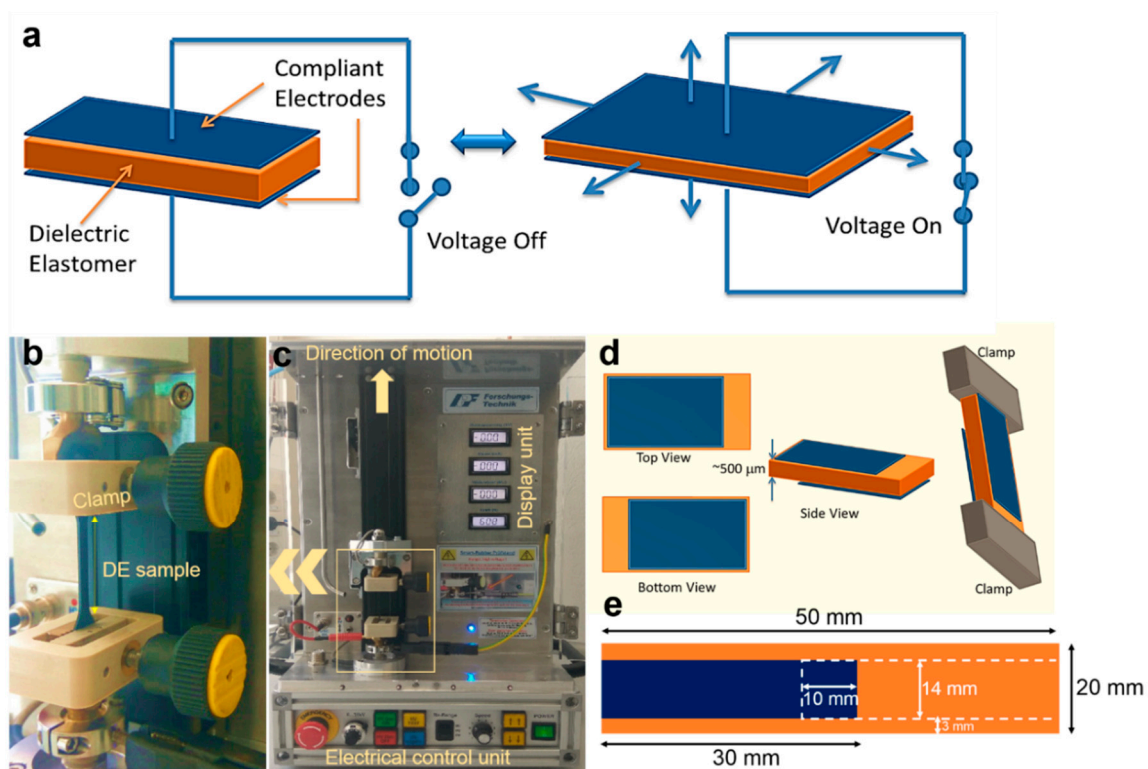 a
Compliant
Electrodes
Dielectric
Elastomer
Voltage Off
Voltage On
b
Clamp
DE sample
c
Direction of motion
Forschungs-
Technik
Display unit
Electrical control unit
d
Top View
~500 μm
Bottom View
Side View
Clamp
Clamp
e
50 mm
10 mm
14 mm
20 mm
3 mm
30 mm